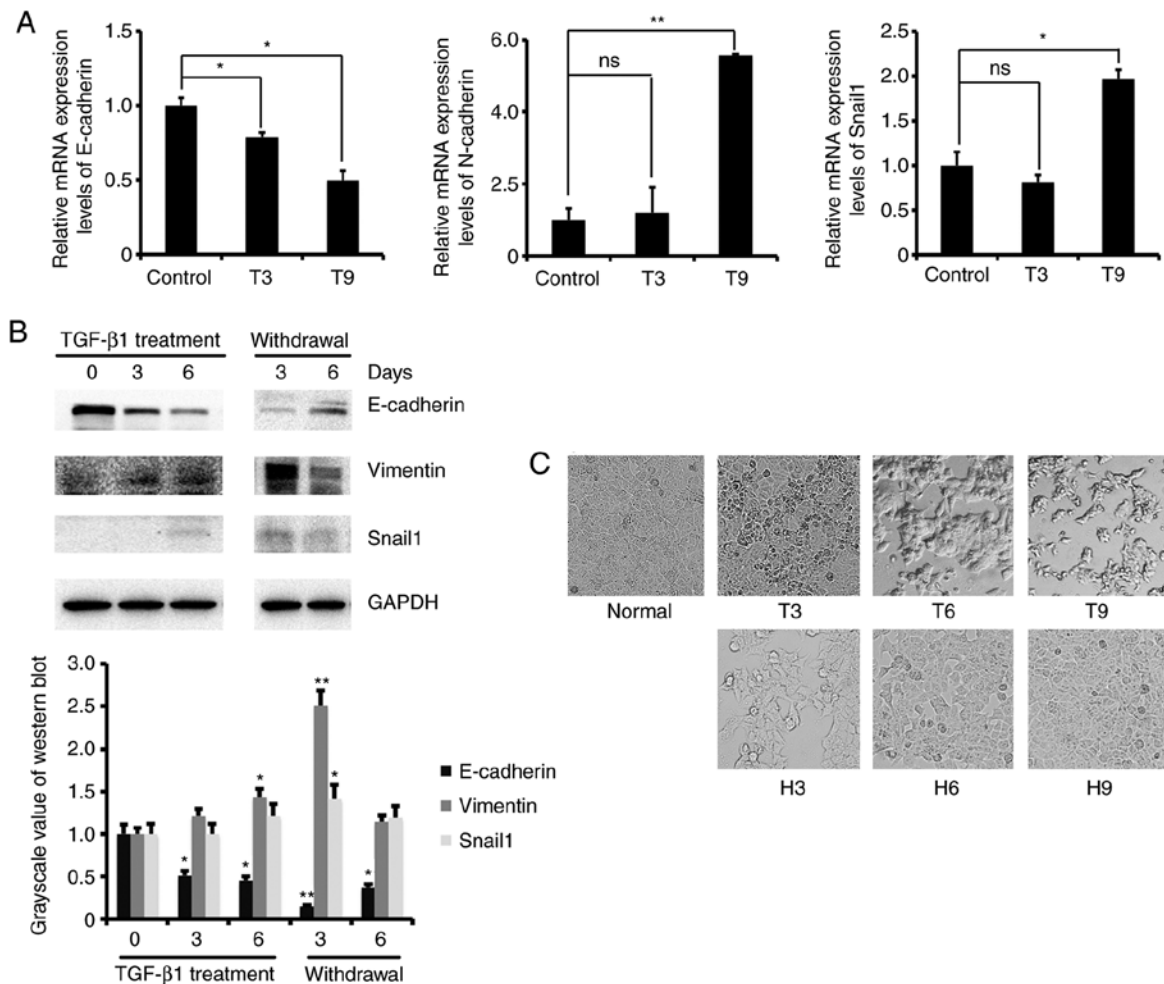 A
Relative mRNA expression
levels of E-cadherin
1.5
1.0
0.5
0
*
*
Control T3 T9
Relative mRNA expression
levels of N-cadherin
6.0
2.5
0
**
ns
Control T3 T9
Relative mRNA expression
levels of Snail1
2.5
2.0
1.5
1.0
0.5
0
*
ns
Control T3 T9
B
TGF-β1 treatment Withdrawal
0 3 6 3 6 Days
E-cadherin
Vimentin
Snail1
GAPDH
Grayscale value of western blot
3.0
2.5
2.0
1.5
1.0
0.5
0
* * * ** ** * *
E-cadherin
Vimentin
Snail1
0 3 6 3 6
TGF-β1 treatment Withdrawal
C
Normal T3 T6 T9
H3 H6 H9